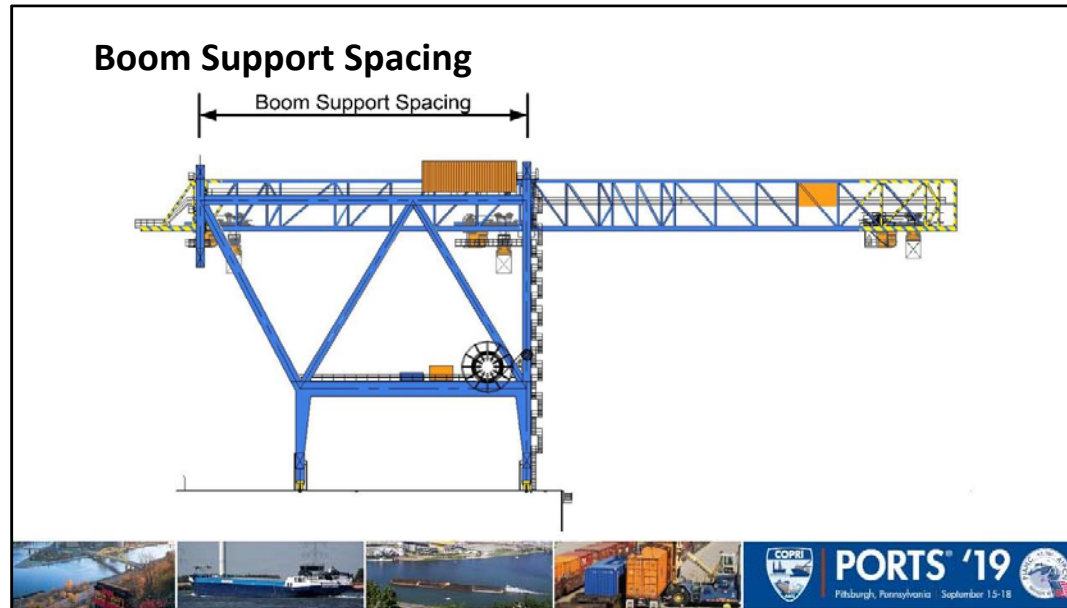 Boom Support Spacing
Boom Support Spacing
COPRI
PORTS® '19
Pittsburgh, Pennsylvania | September 15-18